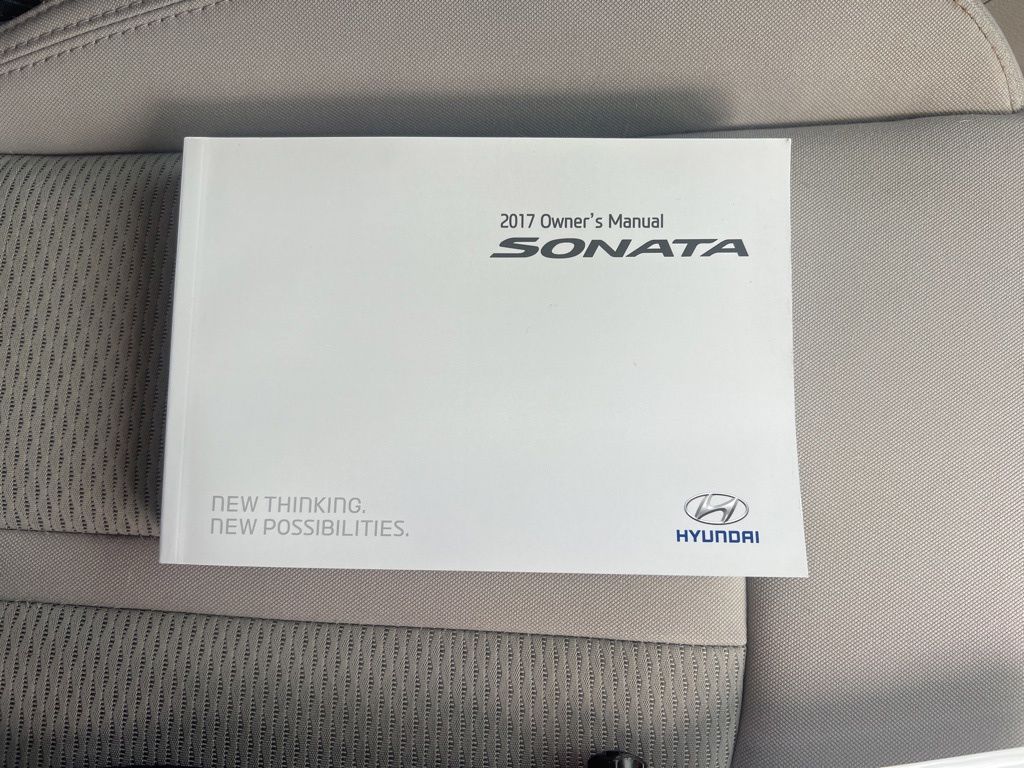 2017 Owner's Manual
SONATA
NEW THINKING.
NEW POSSIBILITIES.
HYUNDAI